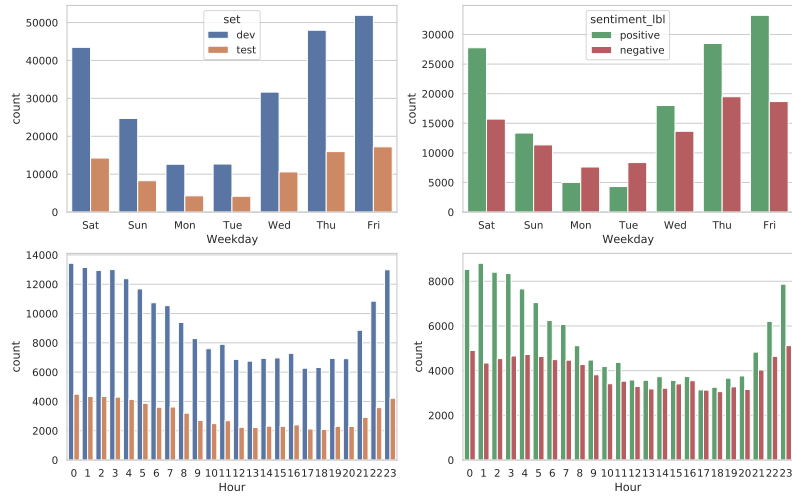 set
dev
test
50000
40000
30000
20000
10000
0
count
Sat Sun Mon Tue Wed Thu Fri
Weekday
sentiment_lbl
positive
negative
30000
25000
20000
15000
10000
5000
0
count
Sat Sun Mon Tue Wed Thu Fri
Weekday
14000
12000
10000
8000
6000
4000
2000
0
count
0 1 2 3 4 5 6 7 8 9 10 11 12 13 14 15 16 17 18 19 20 21 22 23
Hour
8000
6000
4000
2000
0
count
0 1 2 3 4 5 6 7 8 9 10 11 12 13 14 15 16 17 18 19 20 21 22 23
Hour